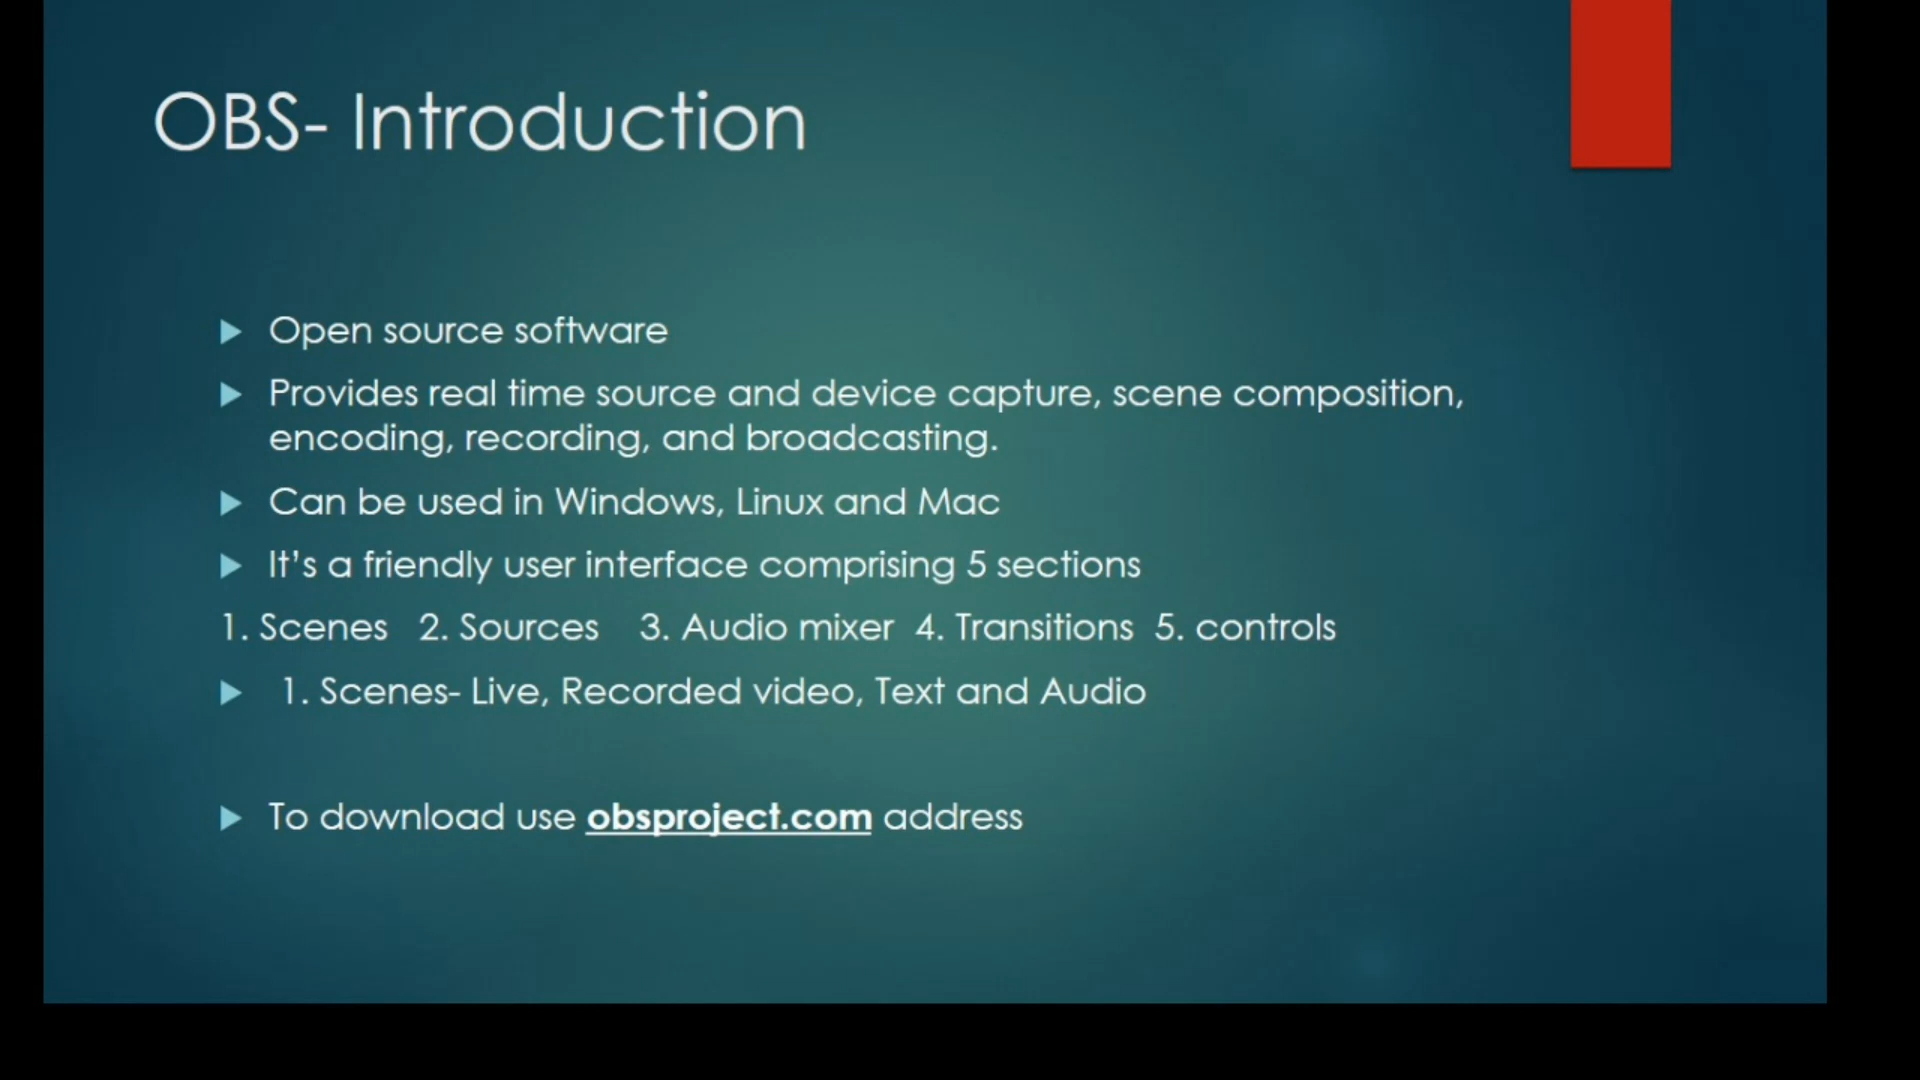 OBS- Introduction
Open source software
Provides real time source and device capture, scene composition,
encoding, recording, and broadcasting.
Can be used in Windows, Linux and Mac
It’s a friendly user interface comprising 5 sections
1. Scenes 2. Sources 3. Audio mixer 4. Transitions 5. controls
1. Scenes- Live, Recorded video, Text and Audio
To download use obsproject.com address